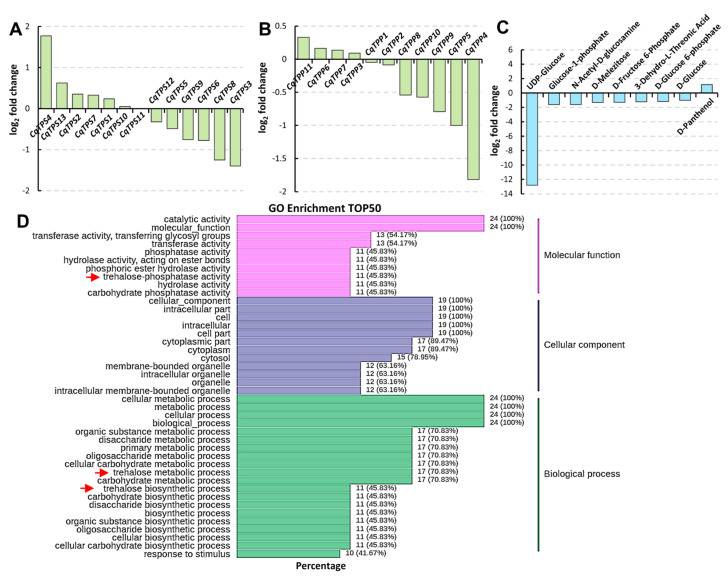 A
log2 fold change
2
1
0
-1
-2
CqTPS4
CqTPS13
CqTPS2
CqTPS7
CqTPS1
CqTPS10
CqTPS11
CqTPS12
CqTPS5
CqTPS9
CqTPS6
CqTPS8
CqTPS3
B
log2 fold change
0.5
0
-0.5
-1
-1.5
-2
CqTPP11
CqTPP6
CqTPP7
CqTPP3
CqTPP1
CqTPP2
CqTPP8
CqTPP10
CqTPP9
CqTPP5
CqTPP4
C
log2 fold change
6
4
2
0
-2
-4
-6
-8
-10
-12
-14
UDP-Glucose
Glucose-1-phosphate
N-Acetyl-D-glucosamine
D-Melezitose
D-Fructose 6-Phosphate
3-Dehydro-L-Threonic Acid
D-Glucose 6-phosphate
D-Glucose
D-Panthenol
D
GO Enrichment TOP50
catalytic activity 24 (100%)
molecular_function 24 (100%)
transferase activity, transferring glycosyl groups 13 (54.17%)
transferase activity 13 (54.17%)
phosphatase activity 11 (45.83%)
hydrolase activity, acting on ester bonds 11 (45.83%)
phosphoric ester hydrolase activity 11 (45.83%)
trehalose-phosphatase activity 11 (45.83%)
hydrolase activity 11 (45.83%)
carbohydrate phosphatase activity 11 (45.83%)
Molecular function
cellular_component 19 (100%)
intracellular part 19 (100%)
cell 19 (100%)
intracellular 19 (100%)
cell part 19 (100%)
cytoplasmic part 17 (89.47%)
cytoplasm 17 (89.47%)
cytosol 15 (78.95%)
membrane-bounded organelle 12 (63.16%)
intracellular organelle 12 (63.16%)
organelle 12 (63.16%)
intracellular membrane-bounded organelle 12 (63.16%)
Cellular component
cellular metabolic process 24 (100%)
metabolic process 24 (100%)
cellular process 24 (100%)
biological_process 24 (100%)
organic substance metabolic process 17 (70.83%)
disaccharide metabolic process 17 (70.83%)
primary metabolic process 17 (70.83%)
oligosaccharide metabolic process 17 (70.83%)
cellular carbohydrate metabolic process 17 (70.83%)
trehalose metabolic process 17 (70.83%)
carbohydrate metabolic process 17 (70.83%)
trehalose biosynthetic process 11 (45.83%)
carbohydrate biosynthetic process 11 (45.83%)
disaccharide biosynthetic process 11 (45.83%)
biosynthetic process 11 (45.83%)
organic substance biosynthetic process 11 (45.83%)
oligosaccharide biosynthetic process 11 (45.83%)
cellular biosynthetic process 11 (45.83%)
cellular carbohydrate biosynthetic process 11 (45.83%)
response to stimulus 10 (41.67%)
Biological process
Percentage